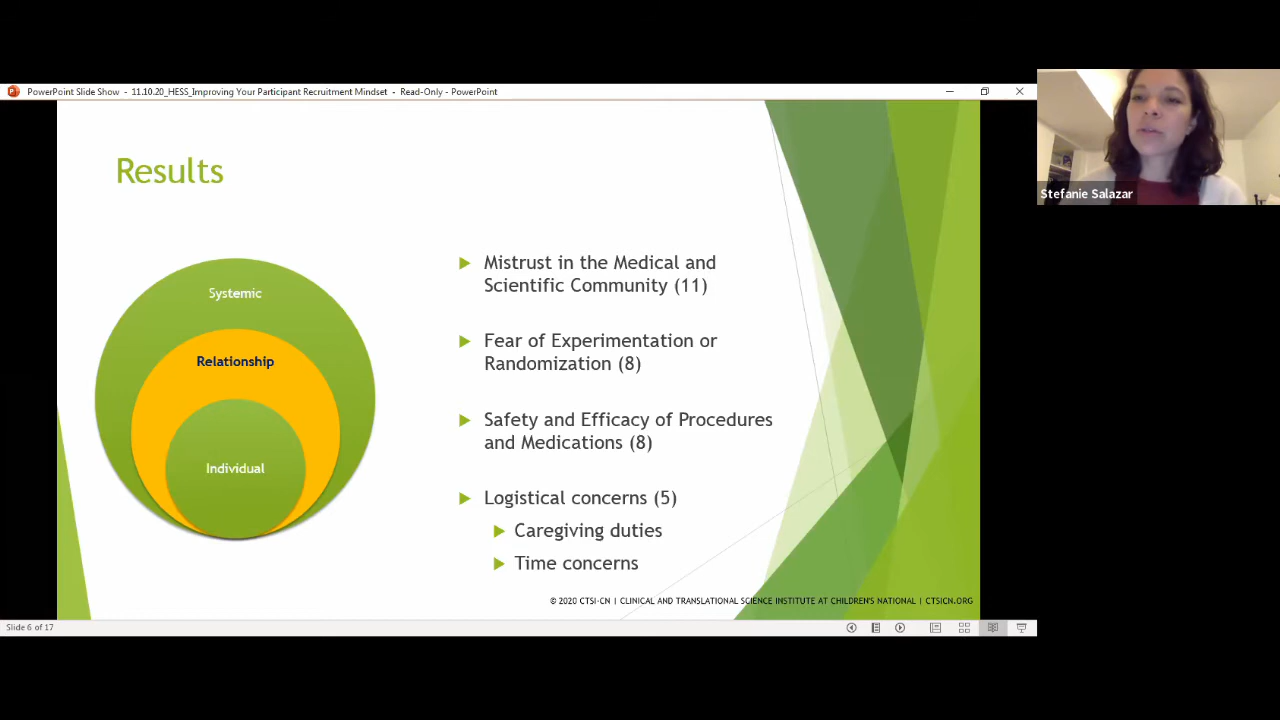 PowerPoint Slide Show - 11.10.20_HESS_Improving Your Participant Recruitment Mindset - Read-Only - PowerPoint
Stefanie Salazar
Results
Systemic
Relationship
Individual
Mistrust in the Medical and
Scientific Community (11)
Fear of Experimentation or
Randomization (8)
Safety and Efficacy of Procedures
and Medications (8)
Logistical concerns (5)
Caregiving duties
Time concerns
© 2020 CTSI-CN | CLINICAL AND TRANSLATIONAL SCIENCE INSTITUTE AT CHILDREN'S NATIONAL | CTSICN.ORG
Slide 6 of 17